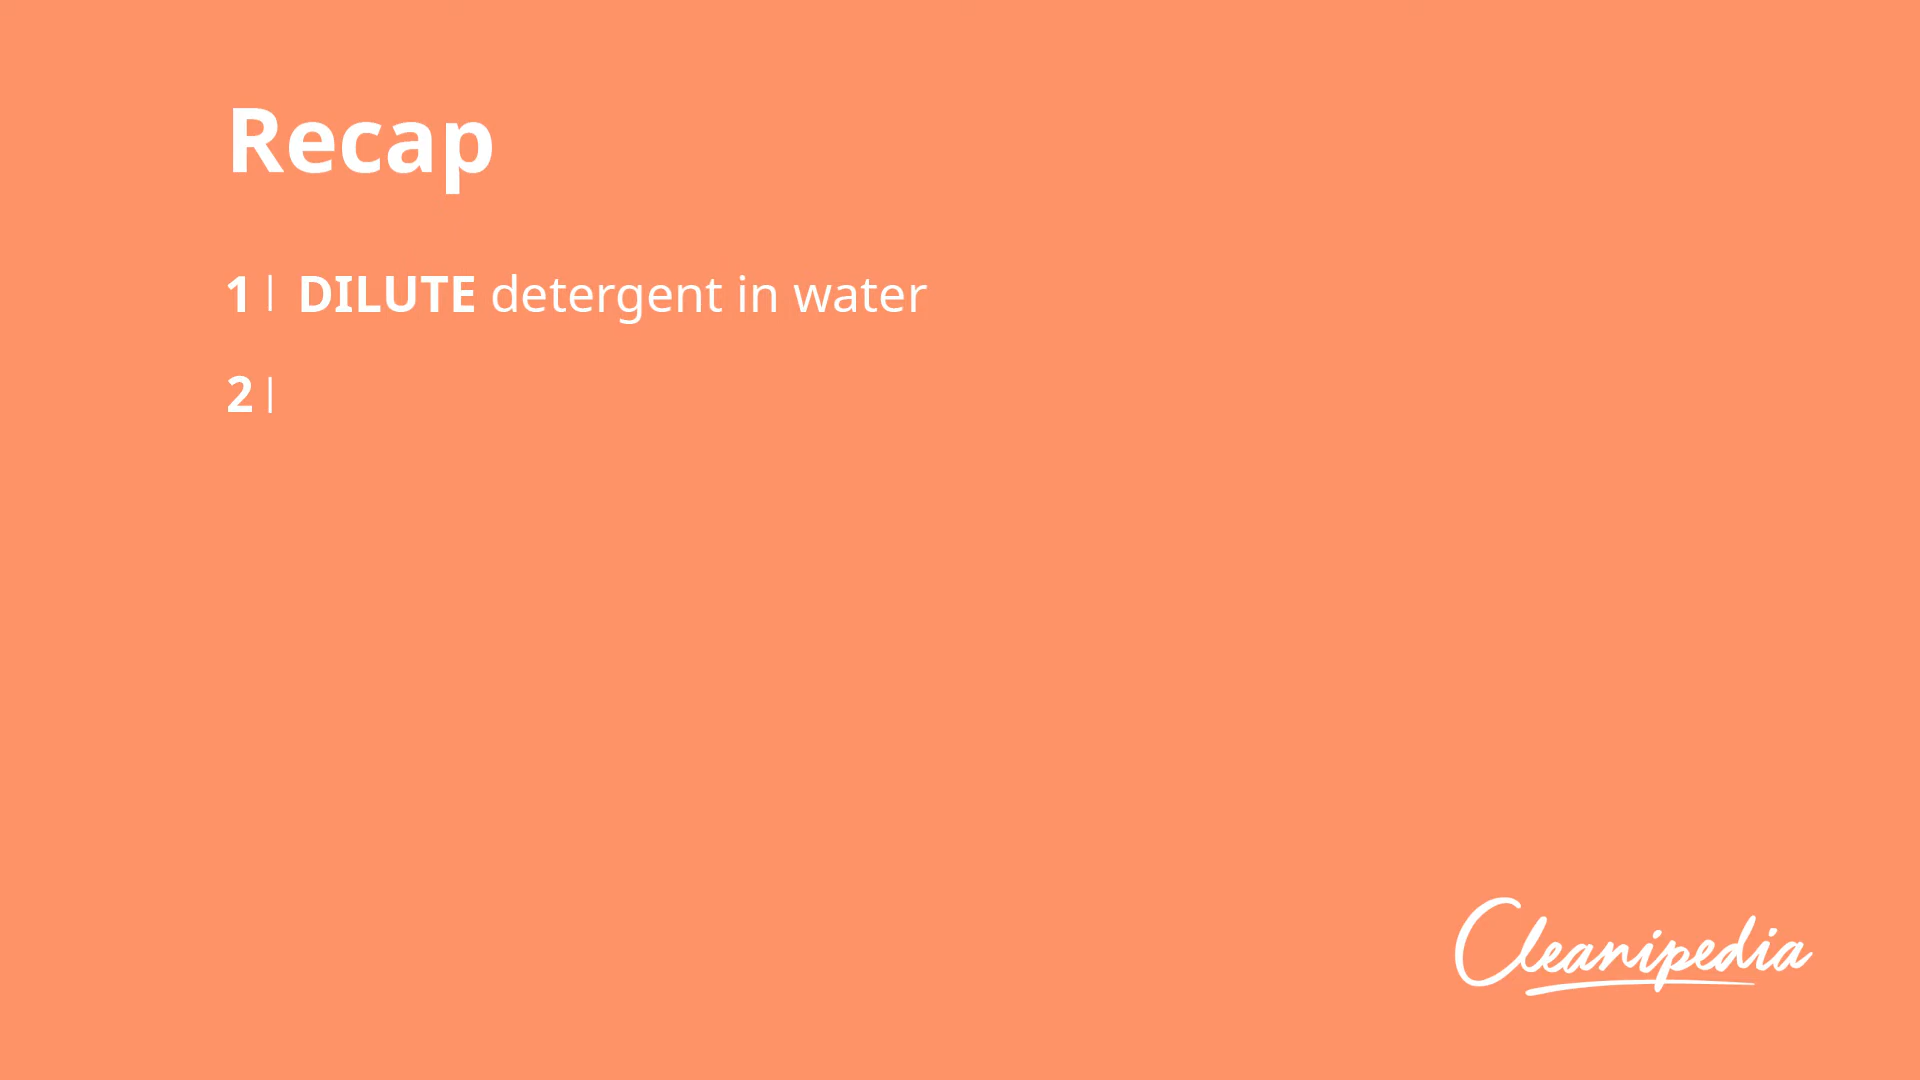 Recap
1 | DILUTE detergent in water
2 |
Cleanipedia